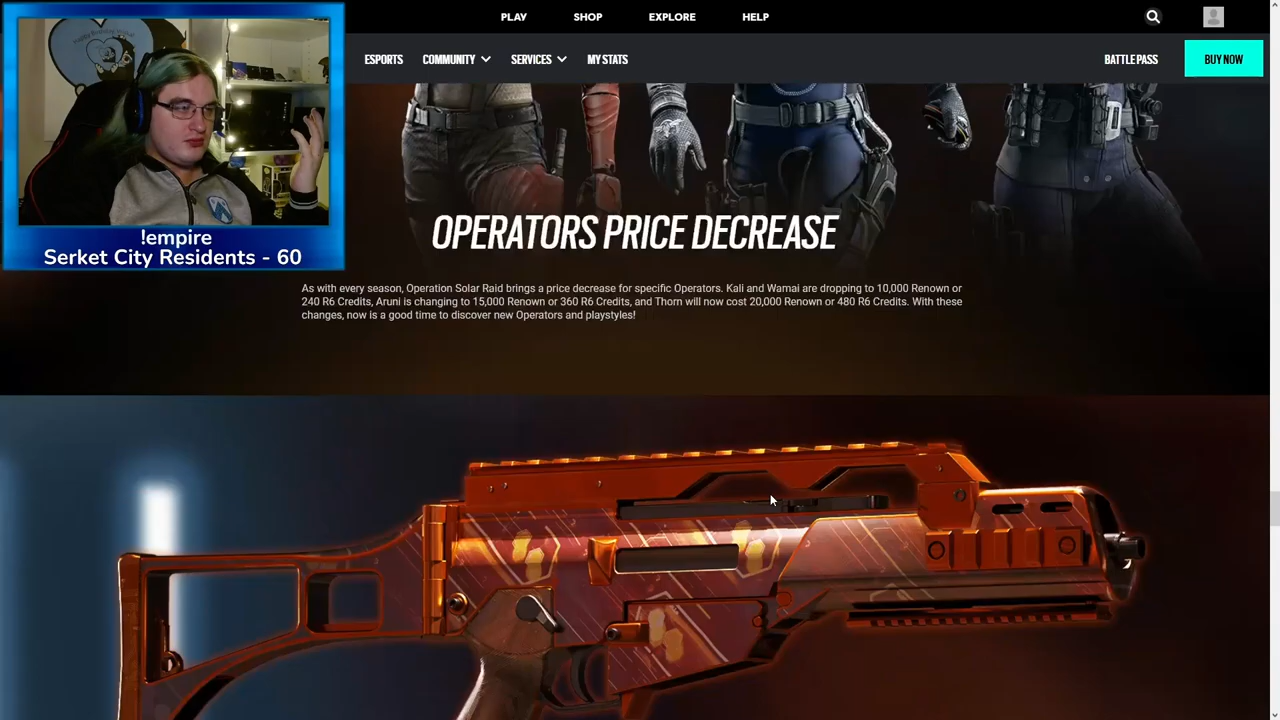 PLAY SHOP EXPLORE HELP
ESPORTS COMMUNITY SERVICES MY STATS BATTLE PASS BUY NOW
!empire
Serket City Residents - 60
OPERATORS PRICE DECREASE
As with every season, Operation Solar Raid brings a price decrease for specific Operators. Kali and Wamai are dropping to 10,000 Renown or
240 R6 Credits, Aruni is changing to 15,000 Renown or 360 R6 Credits, and Thorn will now cost 20,000 Renown or 480 R6 Credits. With these
changes, now is a good time to discover new Operators and playstyles!